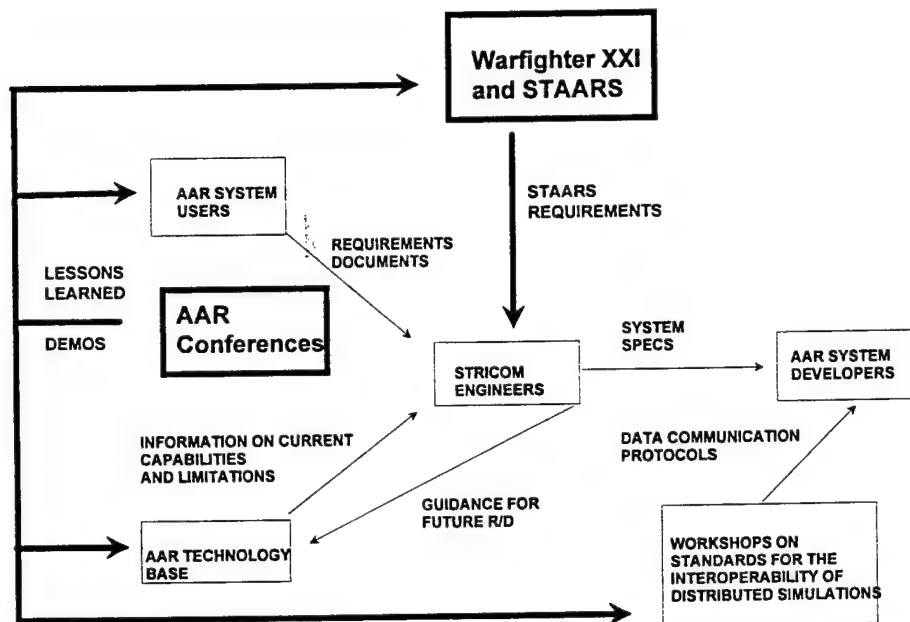 Warfighter XXI
and STAARS
AAR SYSTEM
USERS
STAARS
REQUIREMENTS
REQUIREMENTS
DOCUMENTS
LESSONS
LEARNED
DEMOS
AAR
Conferences
STRICOM
ENGINEERS
SYSTEM
SPECS
AAR SYSTEM
DEVELOPERS
INFORMATION ON CURRENT
CAPABILITIES
AND LIMITATIONS
DATA COMMUNICATION
PROTOCOLS
GUIDANCE FOR
FUTURE R/D
AAR TECHNOLOGY
BASE
WORKSHOPS ON
STANDARDS FOR THE
INTEROPERABILITY OF
DISTRIBUTED SIMULATIONS